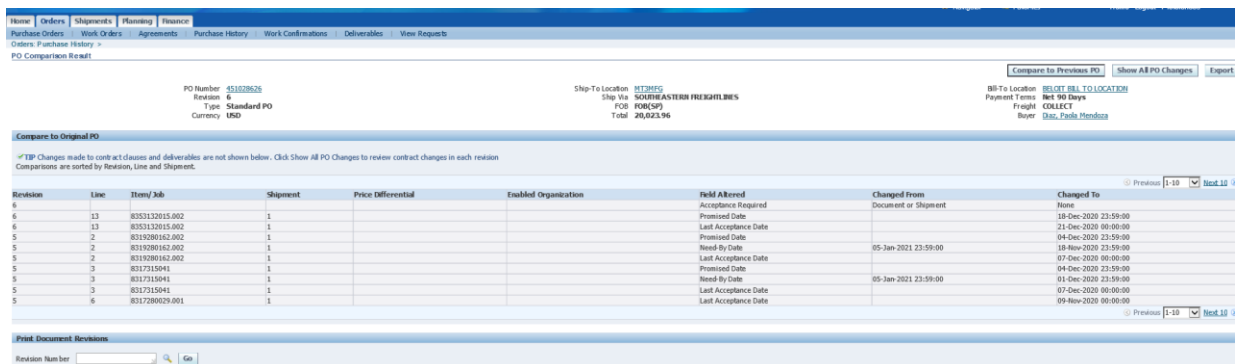 Home Orders Shipments Planning Finance
Purchase Orders Work Orders Agreements Purchase History Work Confirmations Deliverables View Requests
Orders: Purchase History >
PO Comparison Result
Compare to Previous PO Show All PO Changes Export
PO Number 451028626 Ship-To Location MT3MFG Bill-To Location BELOIT BILL TO LOCATION
Revision 6 Ship Via SOUTHEASTERN FREIGHTLINES Payment Terms Net 90 Days
Type Standard PO FOB FOB(SP) Freight COLLECT
Currency USD Total 20,023.96 Buyer Diaz, Paola Mendoza
Compare to Original PO
TIP Changes made to contract clauses and deliverables are not shown below. Click Show All PO Changes to review contract changes in each revision
Comparisons are sorted by Revision, Line and Shipment.
Previous 1-10 Next 10
Revision Line Item/Job Shipment Price Differential Enabled Organization Field Altered Changed From Changed To
6 Acceptance Required Document or Shipment None
6 13 8353132015.002 1 Promised Date 18-Dec-2020 23:59:00
6 13 8353132015.002 1 Last Acceptance Date 21-Dec-2020 00:00:00
5 2 8319280162.002 1 Promised Date 04-Dec-2020 23:59:00
5 2 8319280162.002 1 Need-By Date 05-Jan-2021 23:59:00 18-Nov-2020 23:59:00
5 2 8319280162.002 1 Last Acceptance Date 07-Dec-2020 00:00:00
5 3 8317315041 1 Promised Date 04-Dec-2020 23:59:00
5 3 8317315041 1 Need-By Date 05-Jan-2021 23:59:00 01-Dec-2020 23:59:00
5 3 8317315041 1 Last Acceptance Date 07-Dec-2020 00:00:00
5 6 8317280029.001 1 Last Acceptance Date 09-Nov-2020 00:00:00
Previous 1-10 Next 10
Print Document Revisions
Revision Number Go